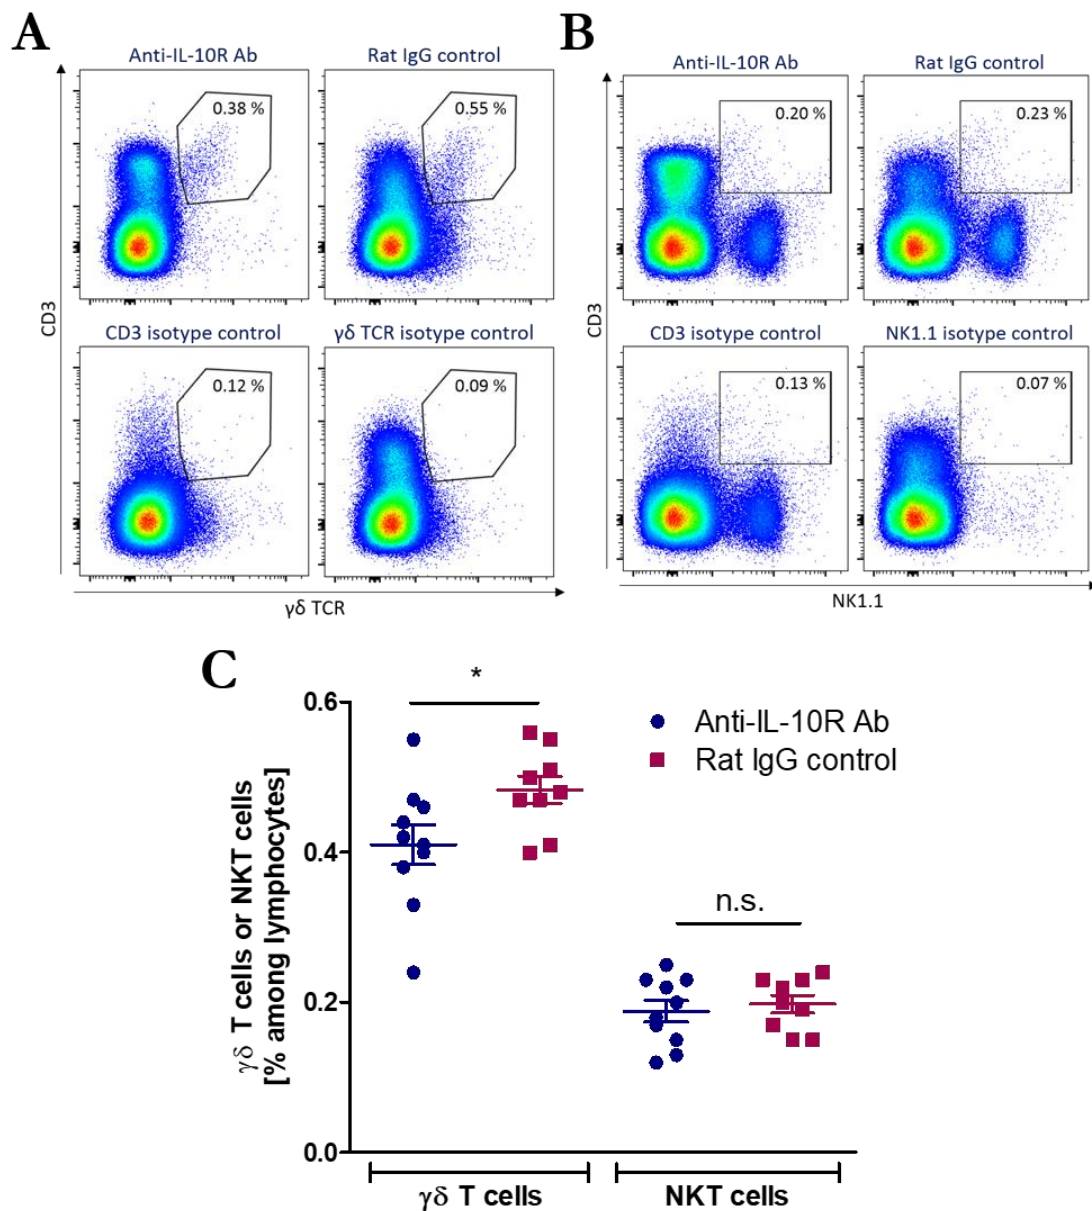 A
Anti-IL-10R Ab
Rat IgG control
0.38 %
0.55 %
CD3 isotype control
γδ TCR isotype control
0.12 %
0.09 %
CD3
γδ TCR
B
Anti-IL-10R Ab
Rat IgG control
0.20 %
0.23 %
CD3 isotype control
NK1.1 isotype control
0.13 %
0.07 %
CD3
NK1.1
C
*
n.s.
Anti-IL-10R Ab
Rat IgG control
γδ T cells or NKT cells
[% among lymphocytes]
0.6
0.4
0.2
0.0
γδ T cells
NKT cells